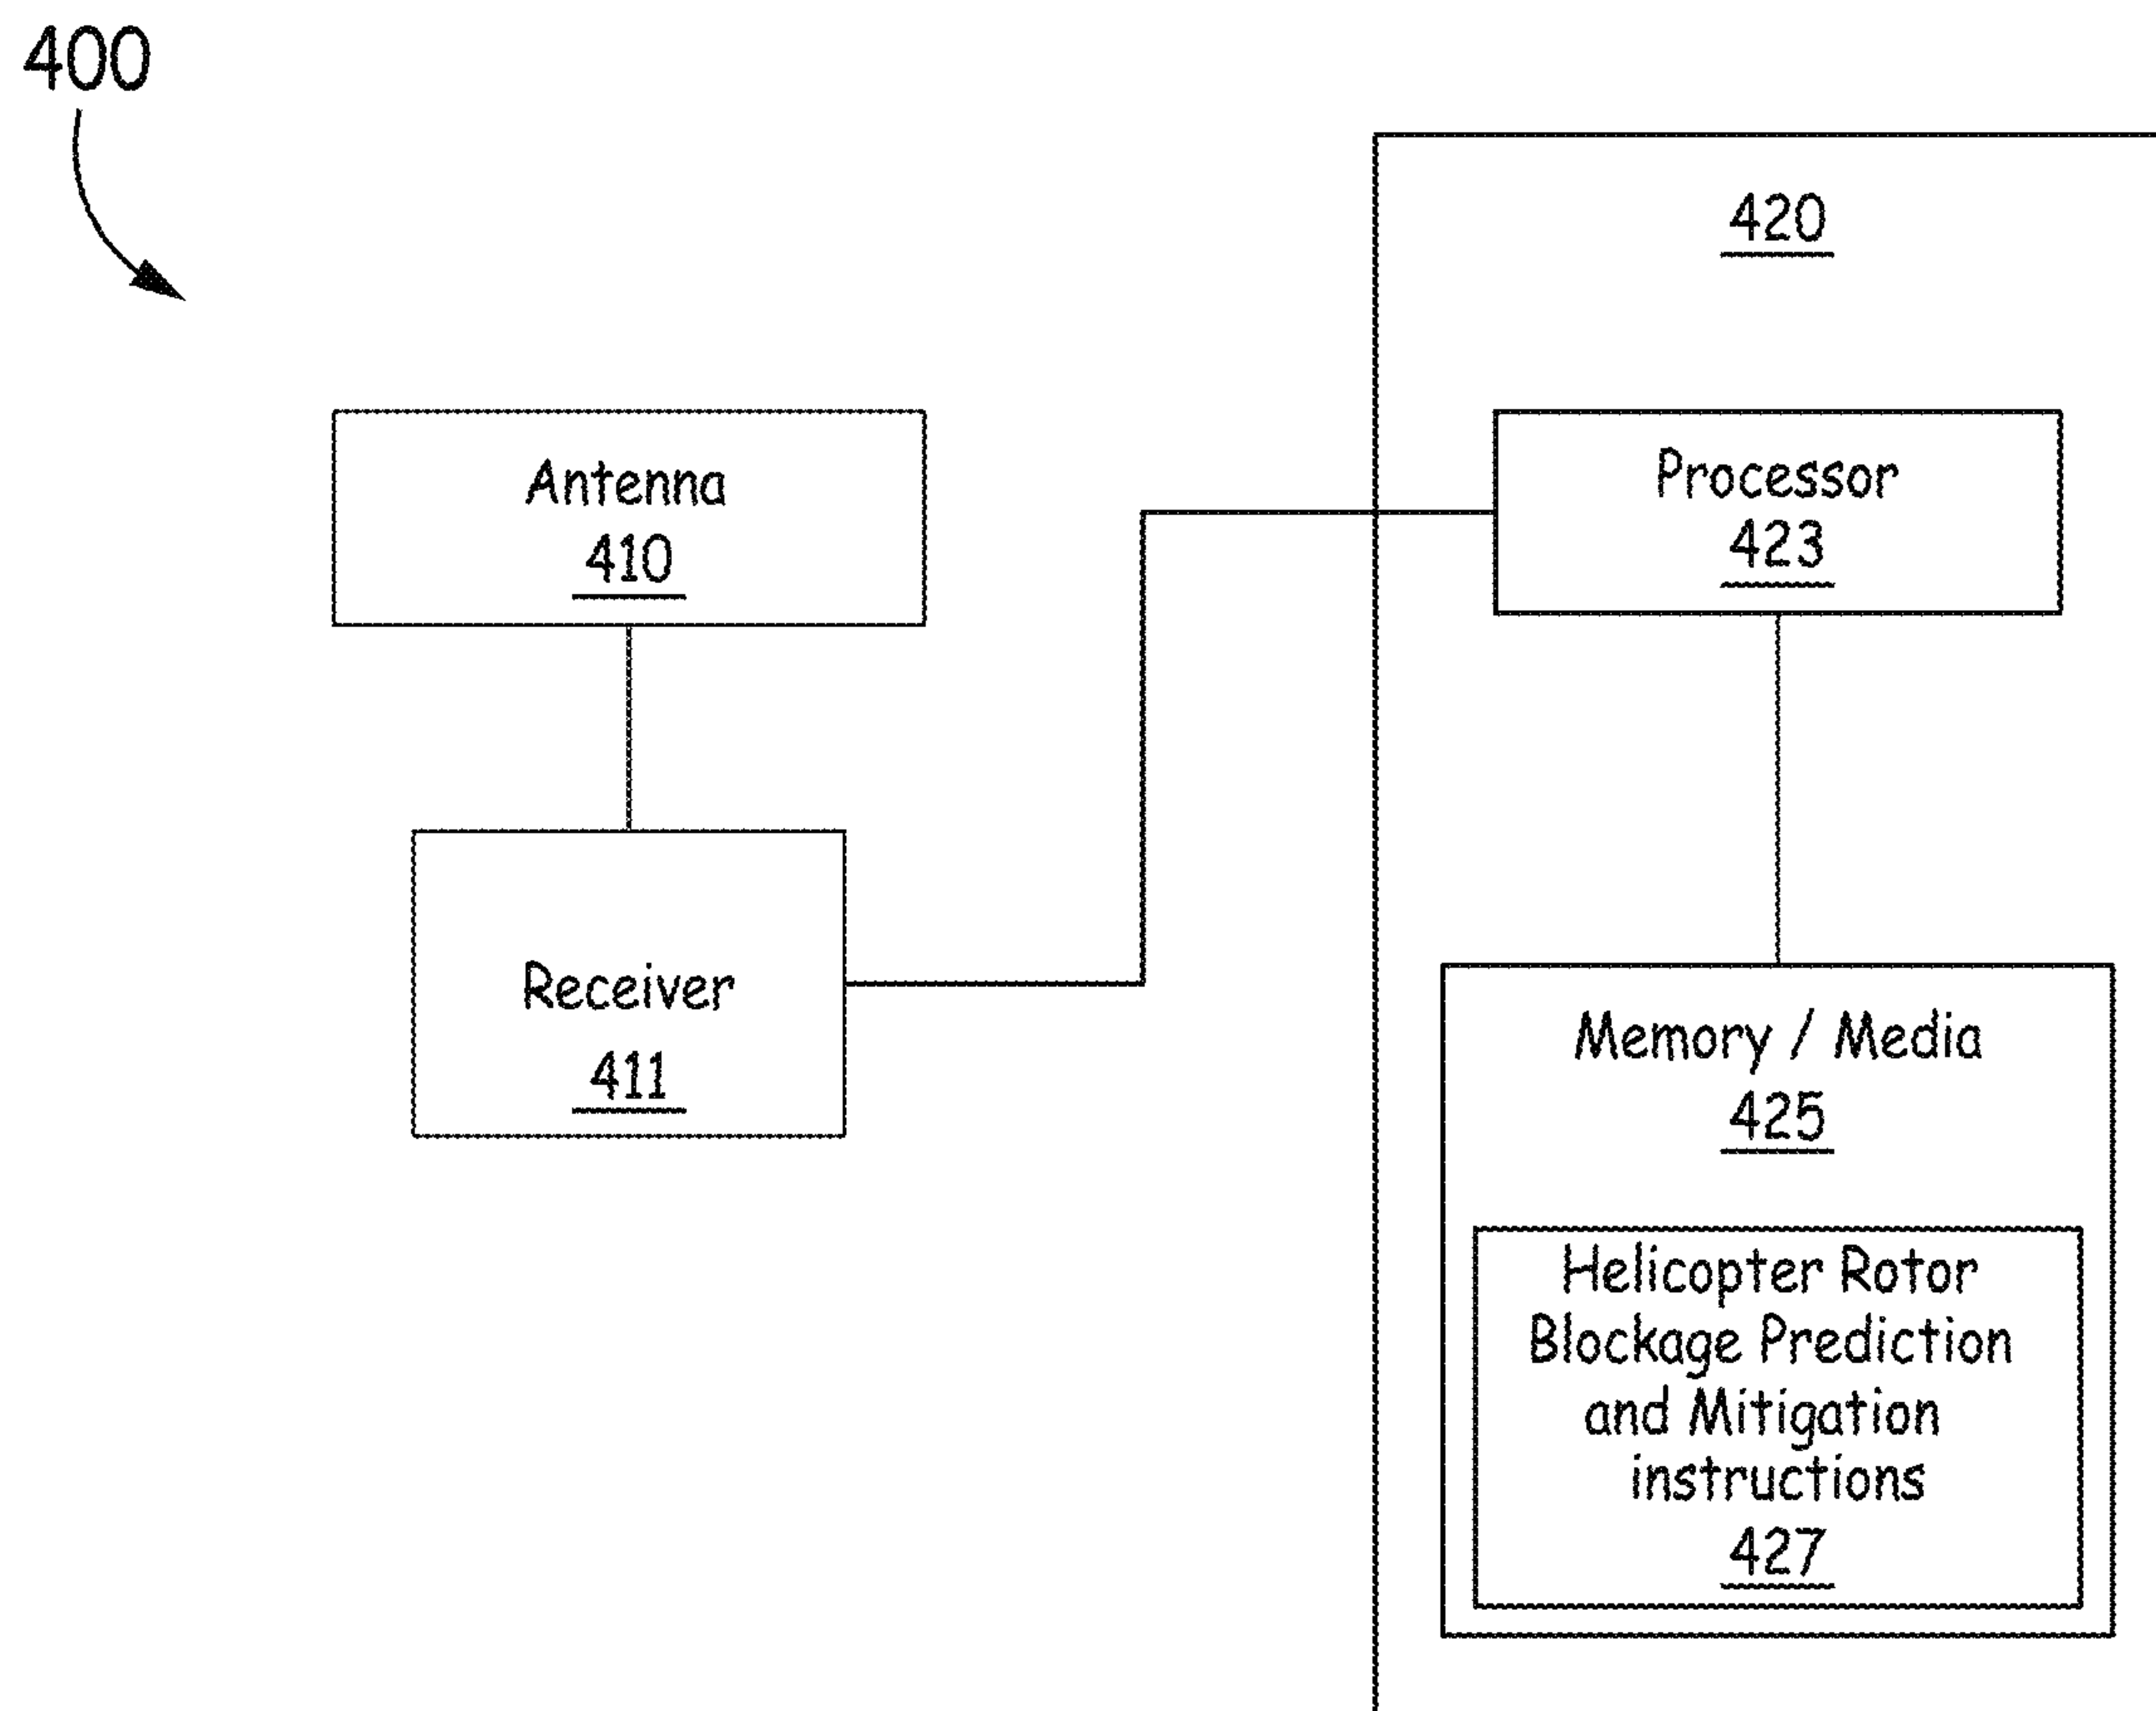 400
420
Antenna
410
Processor
423
Receiver
411
Memory / Media
425
Helicopter Rotor
Blockage Prediction
and Mitigation
instructions
427